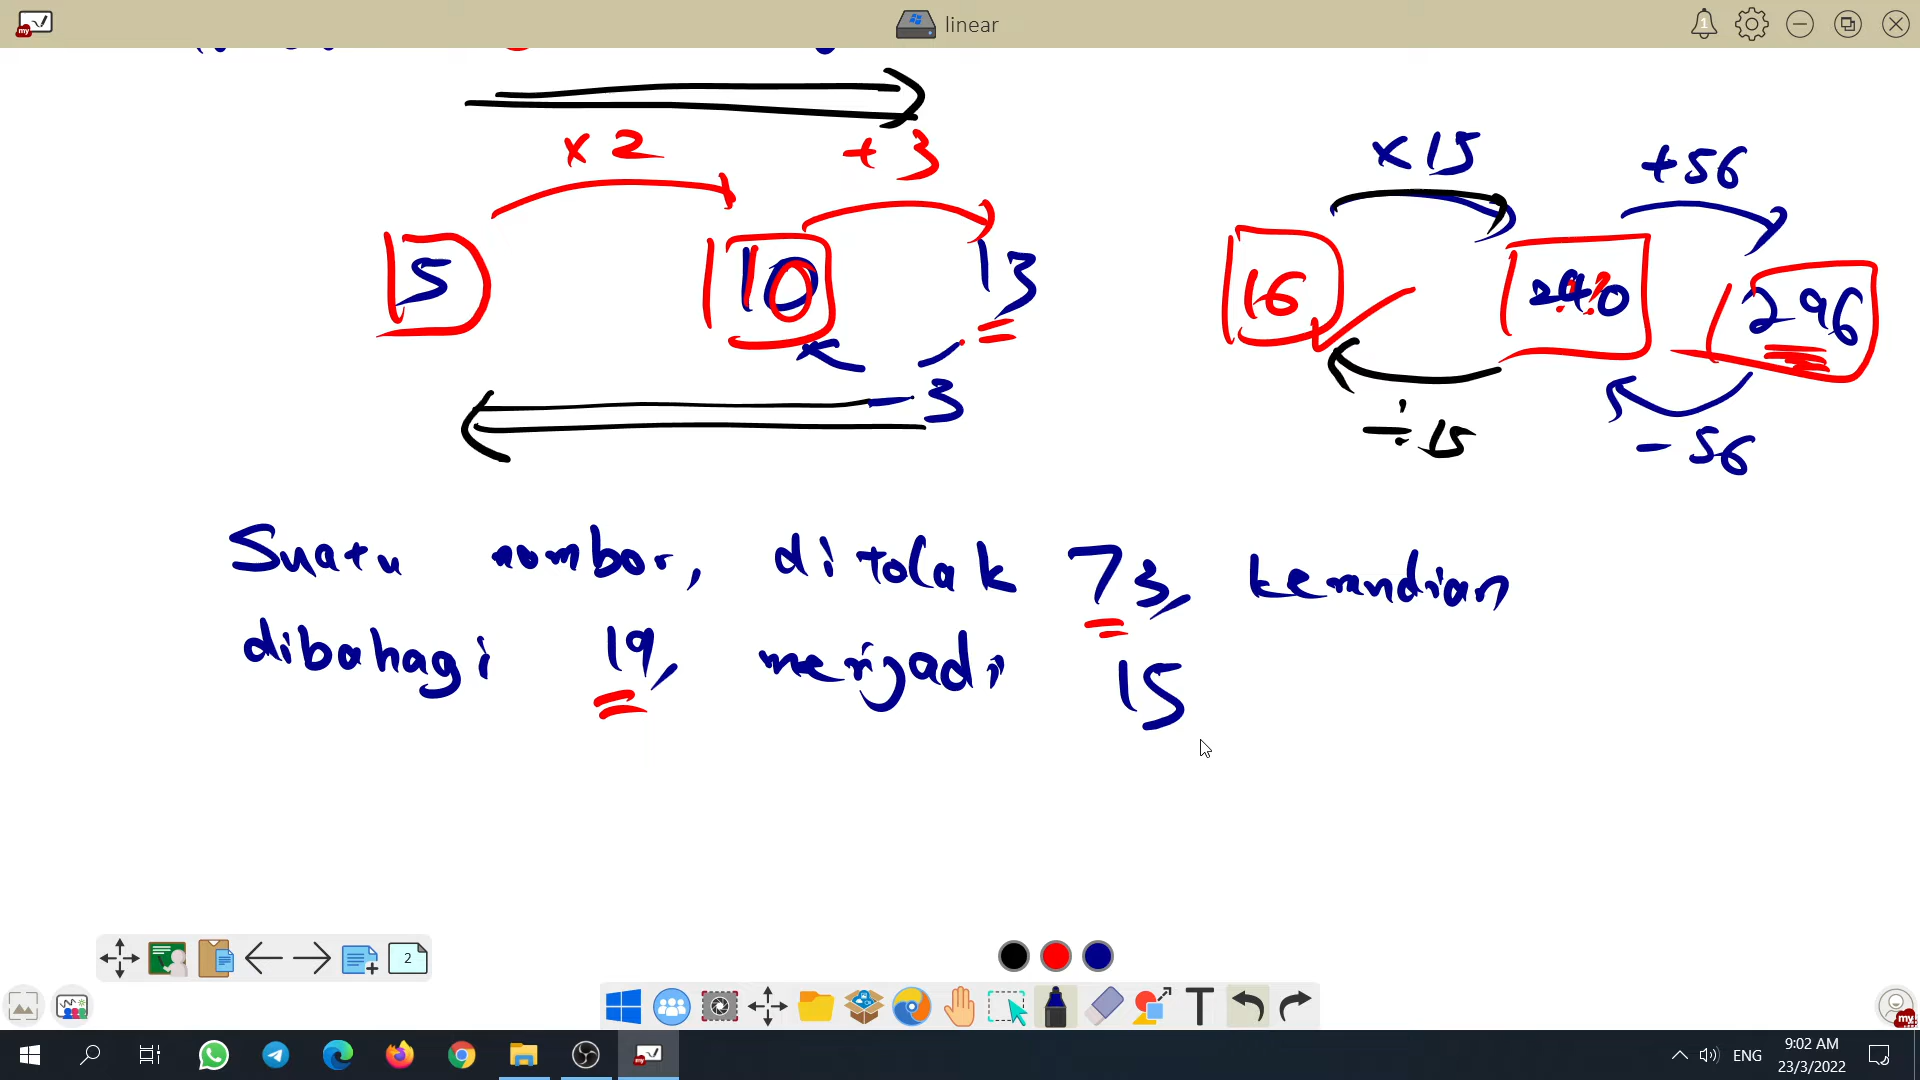 linear
× 2 + 3
× 15 + 56
5 10 13
16 240 296
- 3
÷ 15 - 56
Suatu nombor, ditolak 73, kemudian
dibahagi 19, menjadi 15
2
T
ENG
9:02 AM
23/3/2022